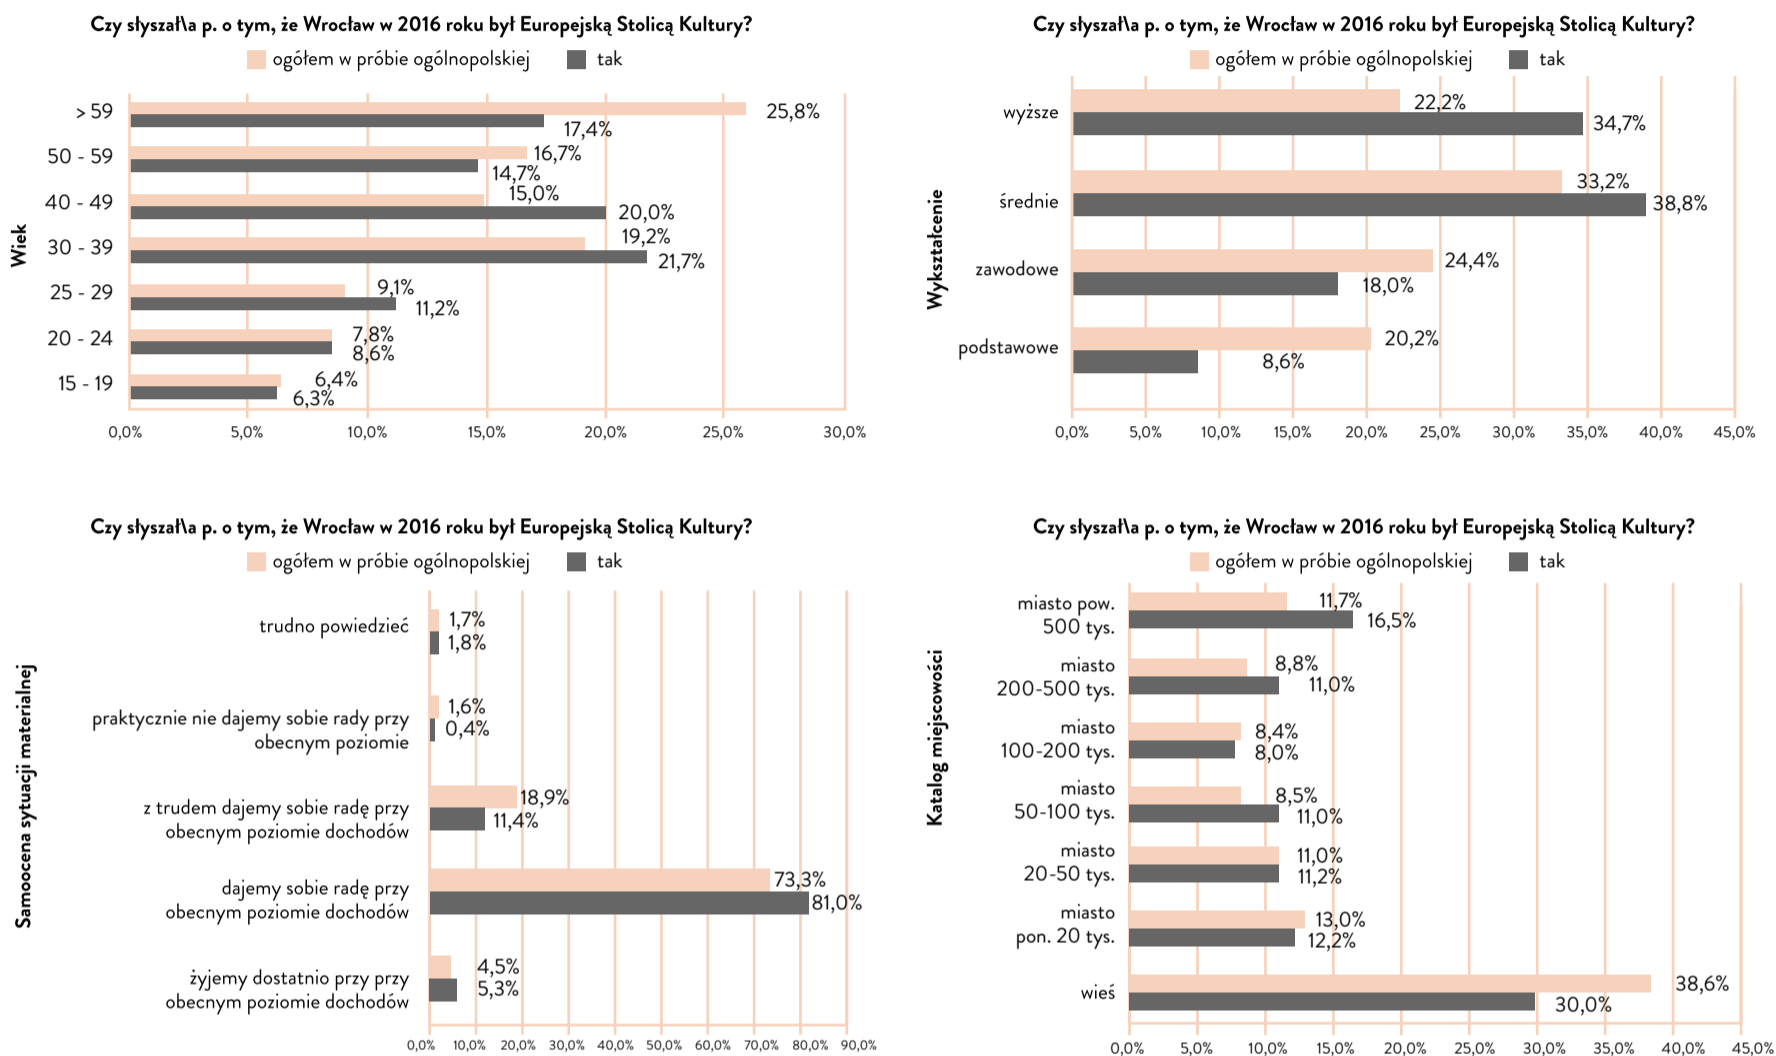 Czy słyszał\a p. o tym, że Wrocław w 2016 roku był Europejską Stolicą Kultury?
ogółem w próbie ogólnopolskiej tak
Wiek
> 59
25,8%
17,4%
50 - 59
16,7%
14,7%
40 - 49
15,0%
20,0%
30 - 39
19,2%
21,7%
25 - 29
9,1%
11,2%
20 - 24
7,8%
8,6%
15 - 19
6,4%
6,3%
0,0% 5,0% 10,0% 15,0% 20,0% 25,0% 30,0%
Czy słyszał\a p. o tym, że Wrocław w 2016 roku był Europejską Stolicą Kultury?
ogółem w próbie ogólnopolskiej tak
Wykształcenie
wyższe
22,2%
34,7%
średnie
33,2%
38,8%
zawodowe
24,4%
18,0%
podstawowe
20,2%
8,6%
0,0% 5,0% 10,0% 15,0% 20,0% 25,0% 30,0% 35,0% 40,0% 45,0%
Czy słyszał\a p. o tym, że Wrocław w 2016 roku był Europejską Stolicą Kultury?
ogółem w próbie ogólnopolskiej tak
Samoocena sytuacji materialnej
trudno powiedzieć
1,7%
1,8%
praktycznie nie dajemy sobie rady przy
obecnym poziomie
1,6%
0,4%
z trudem dajemy sobie radę przy
obecnym poziomie dochodów
18,9%
11,4%
dajemy sobie radę przy
obecnym poziomie dochodów
73,3%
81,0%
żyjemy dostatnio przy przy
obecnym poziomie dochodów
4,5%
5,3%
0,0% 10,0% 20,0% 30,0% 40,0% 50,0% 60,0% 70,0% 80,0% 90,0%
Czy słyszał\a p. o tym, że Wrocław w 2016 roku był Europejską Stolicą Kultury?
ogółem w próbie ogólnopolskiej tak
Katalog miejscowości
miasto pow.
500 tys.
11,7%
16,5%
miasto
200-500 tys.
8,8%
11,0%
miasto
100-200 tys.
8,4%
8,0%
miasto
50-100 tys.
8,5%
11,0%
miasto
20-50 tys.
11,0%
11,2%
miasto
pon. 20 tys.
13,0%
12,2%
wieś
38,6%
30,0%
0,0% 5,0% 10,0% 15,0% 20,0% 25,0% 30,0% 35,0% 40,0% 45,0%